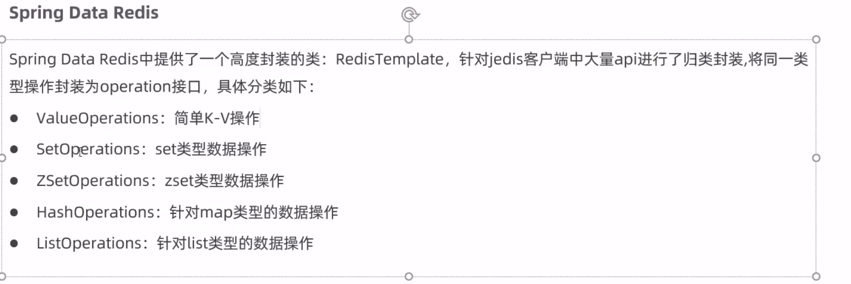 Spring Data Redis
Spring Data Redis中提供了一个高度封装的类：RedisTemplate，针对jedis客户端中大量api进行了归类封装,将同一类
型操作封装为operation接口，具体分类如下：
● ValueOperations：简单K-V操作
● SetOperations：set类型数据操作
● ZSetOperations：zset类型数据操作
● HashOperations：针对map类型的数据操作
● ListOperations：针对list类型的数据操作